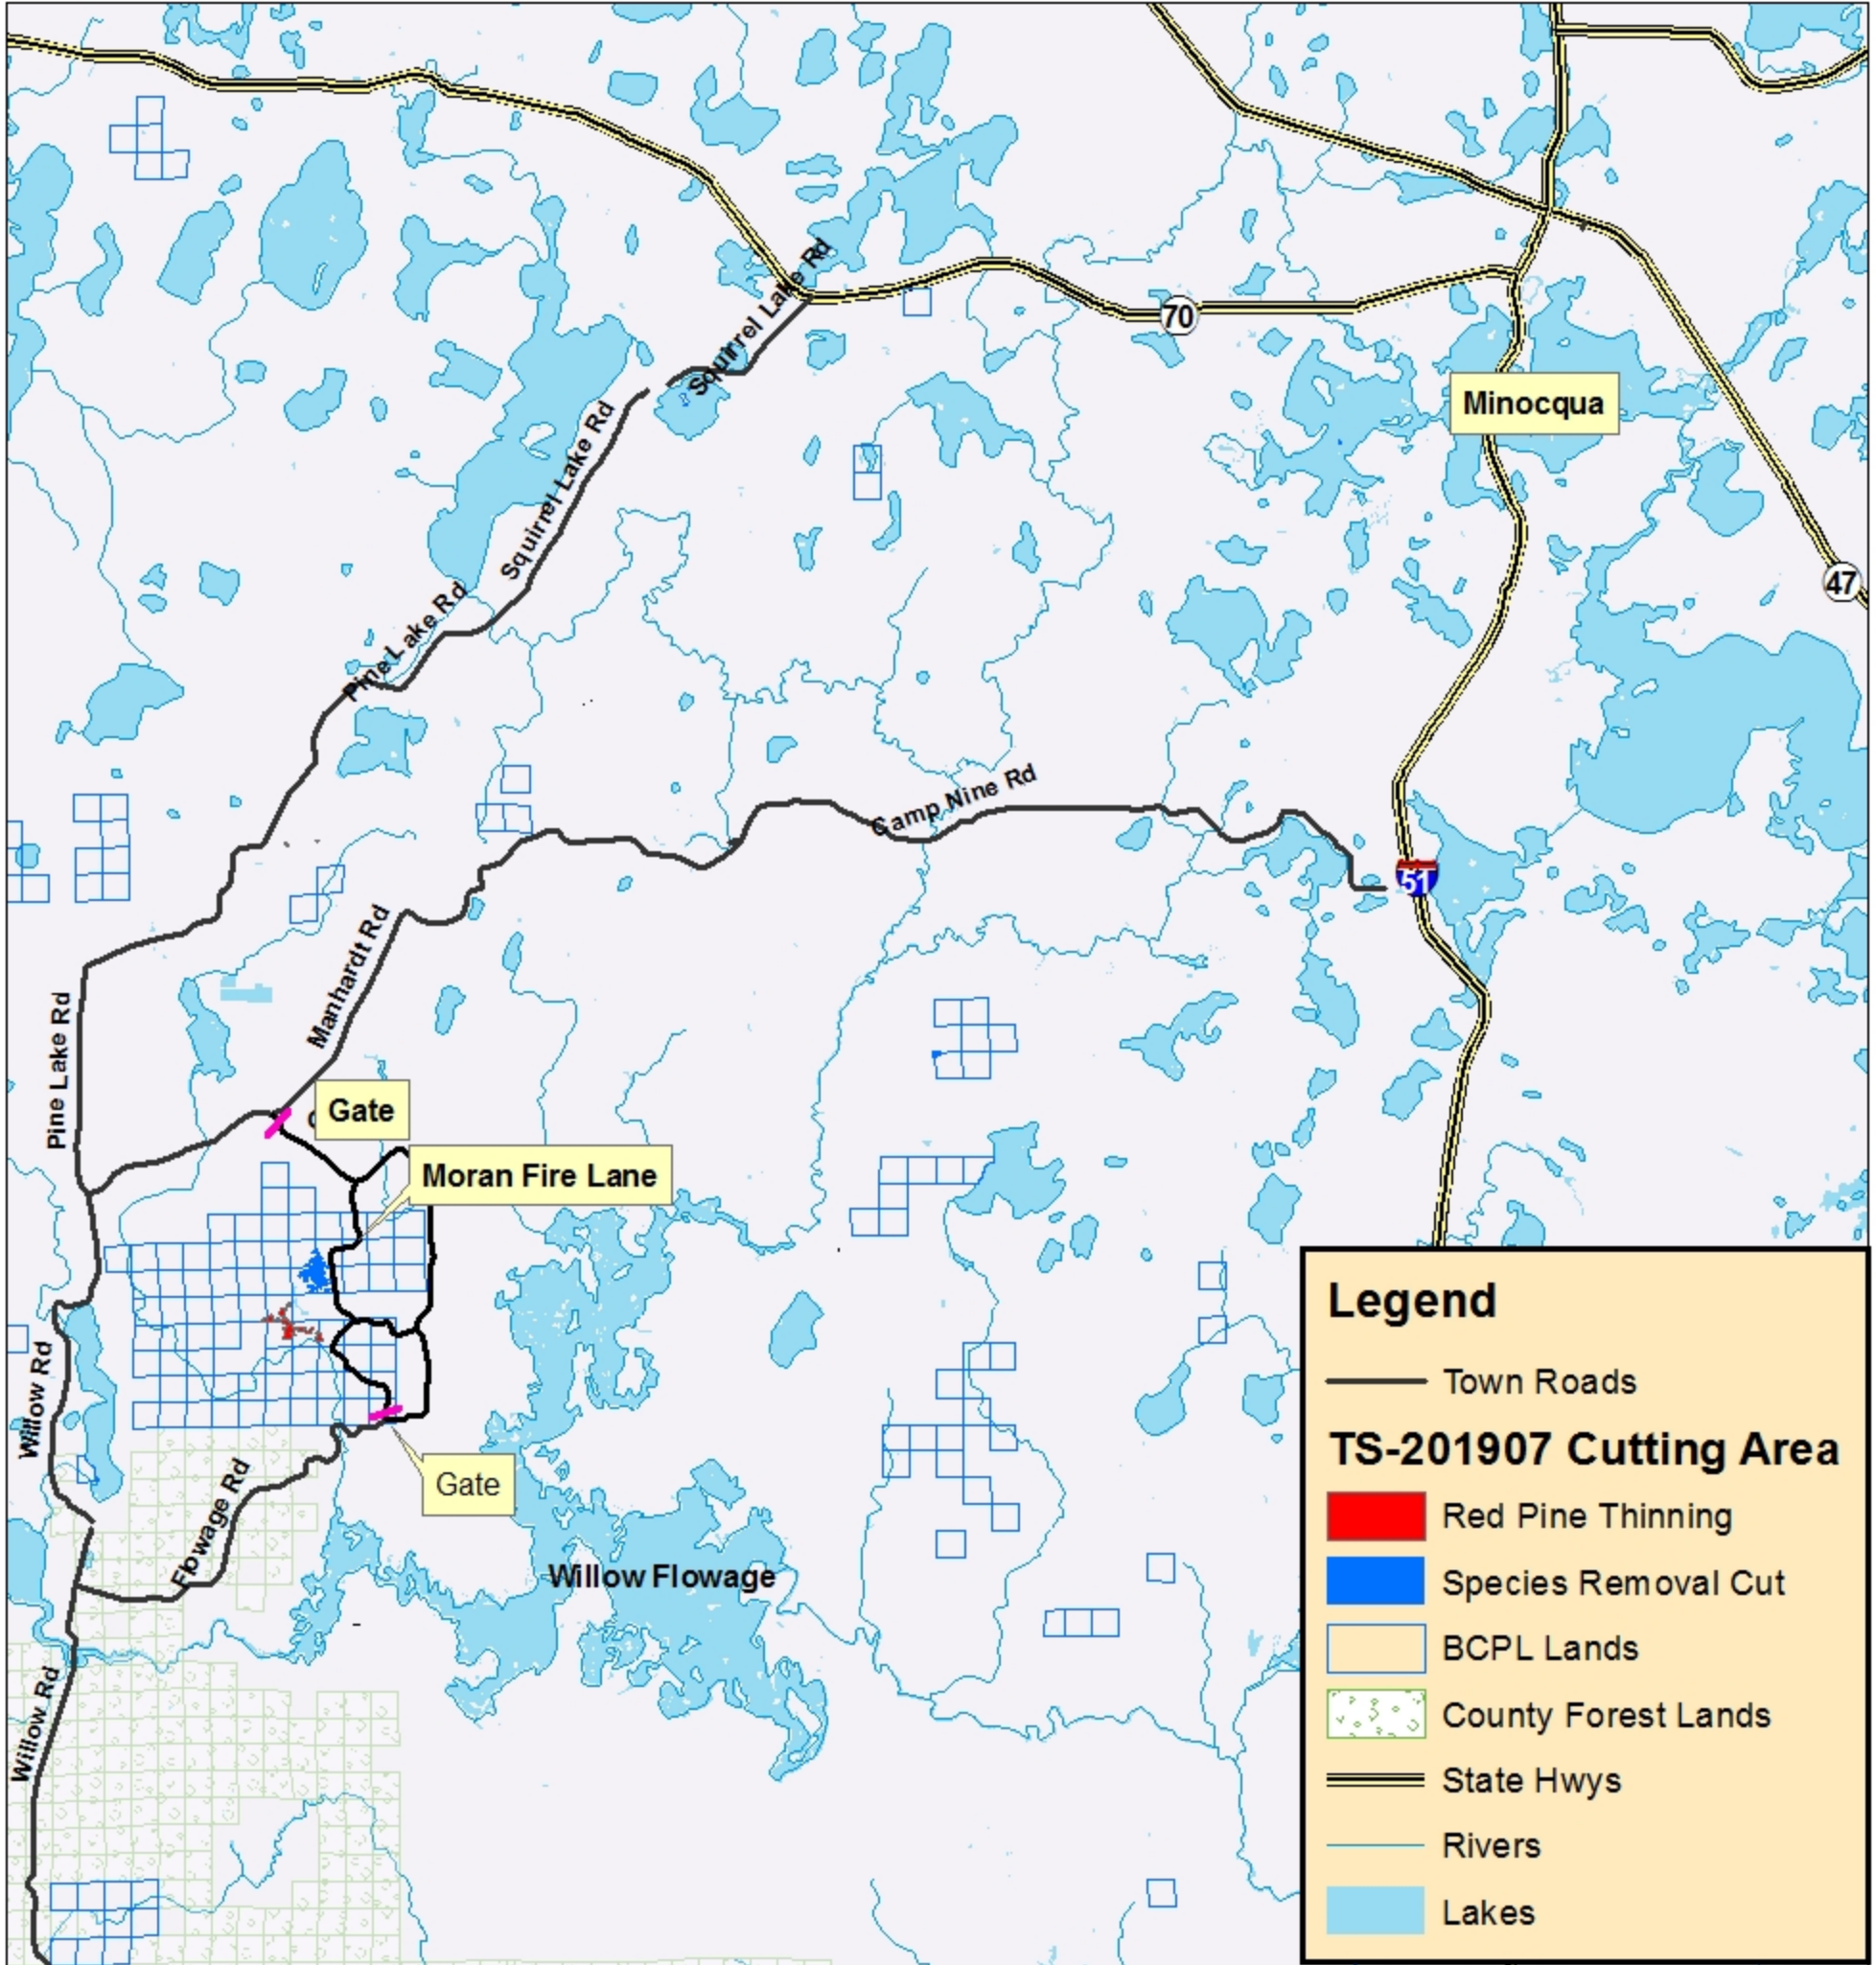 Squirrel Lake Rd
70
Minocqua
Squirrel Lake Rd
47
Pine Lake Rd
Camp Nine Rd
51
Manhardt Rd
Pine Lake Rd
Gate
Moran Fire Lane
Willow Rd
Gate
Flowage Rd
Willow Flowage
Willow Rd
Legend
Town Roads
TS-201907 Cutting Area
Red Pine Thinning
Species Removal Cut
BCPL Lands
County Forest Lands
State Hwys
Rivers
Lakes